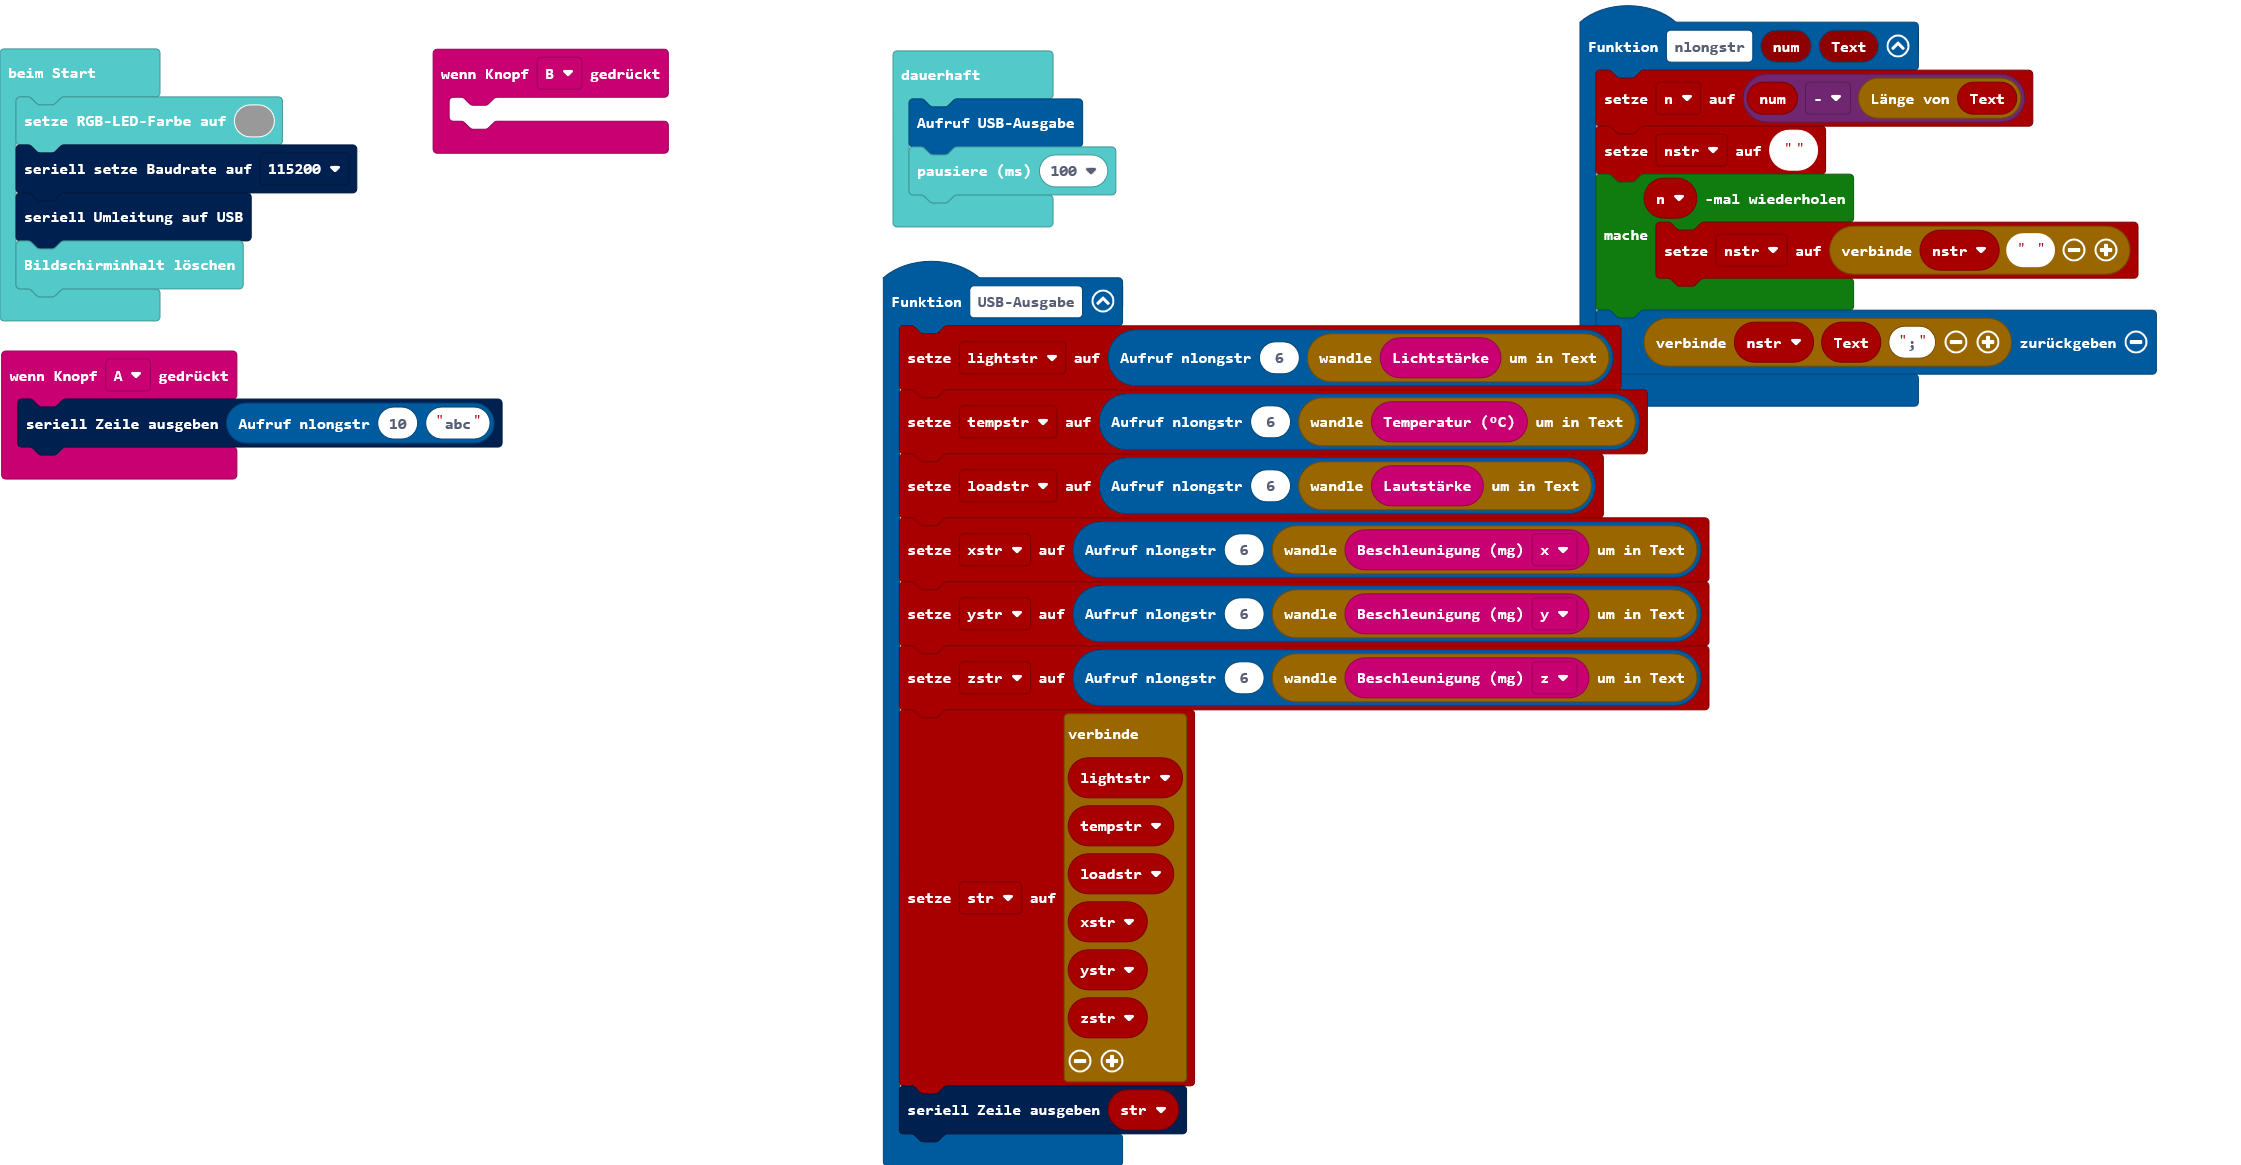 beim Start
setze RGB-LED-Farbe auf
seriell setze Baudrate auf 115200
seriell Umleitung auf USB
Bildschirminhalt löschen
wenn Knopf A gedrückt
seriell Zeile ausgeben Aufruf nlongstr 10 "abc"
wenn Knopf B gedrückt
dauerhaft
Aufruf USB-Ausgabe
pausiere (ms) 100
Funktion USB-Ausgabe
setze lightstr auf Aufruf nlongstr 6 wandle Lichtstärke um in Text
setze tempstr auf Aufruf nlongstr 6 wandle Temperatur (°C) um in Text
setze loadstr auf Aufruf nlongstr 6 wandle Lautstärke um in Text
setze xstr auf Aufruf nlongstr 6 wandle Beschleunigung (mg) x um in Text
setze ystr auf Aufruf nlongstr 6 wandle Beschleunigung (mg) y um in Text
setze zstr auf Aufruf nlongstr 6 wandle Beschleunigung (mg) z um in Text
verbinde
lightstr
tempstr
loadstr
setze str auf
xstr
ystr
zstr
seriell Zeile ausgeben str
Funktion nlongstr num Text
setze n auf num - Länge von Text
setze nstr auf ""
n -mal wiederholen
mache
setze nstr auf verbinde nstr " "
verbinde nstr Text ";" zurückgeben